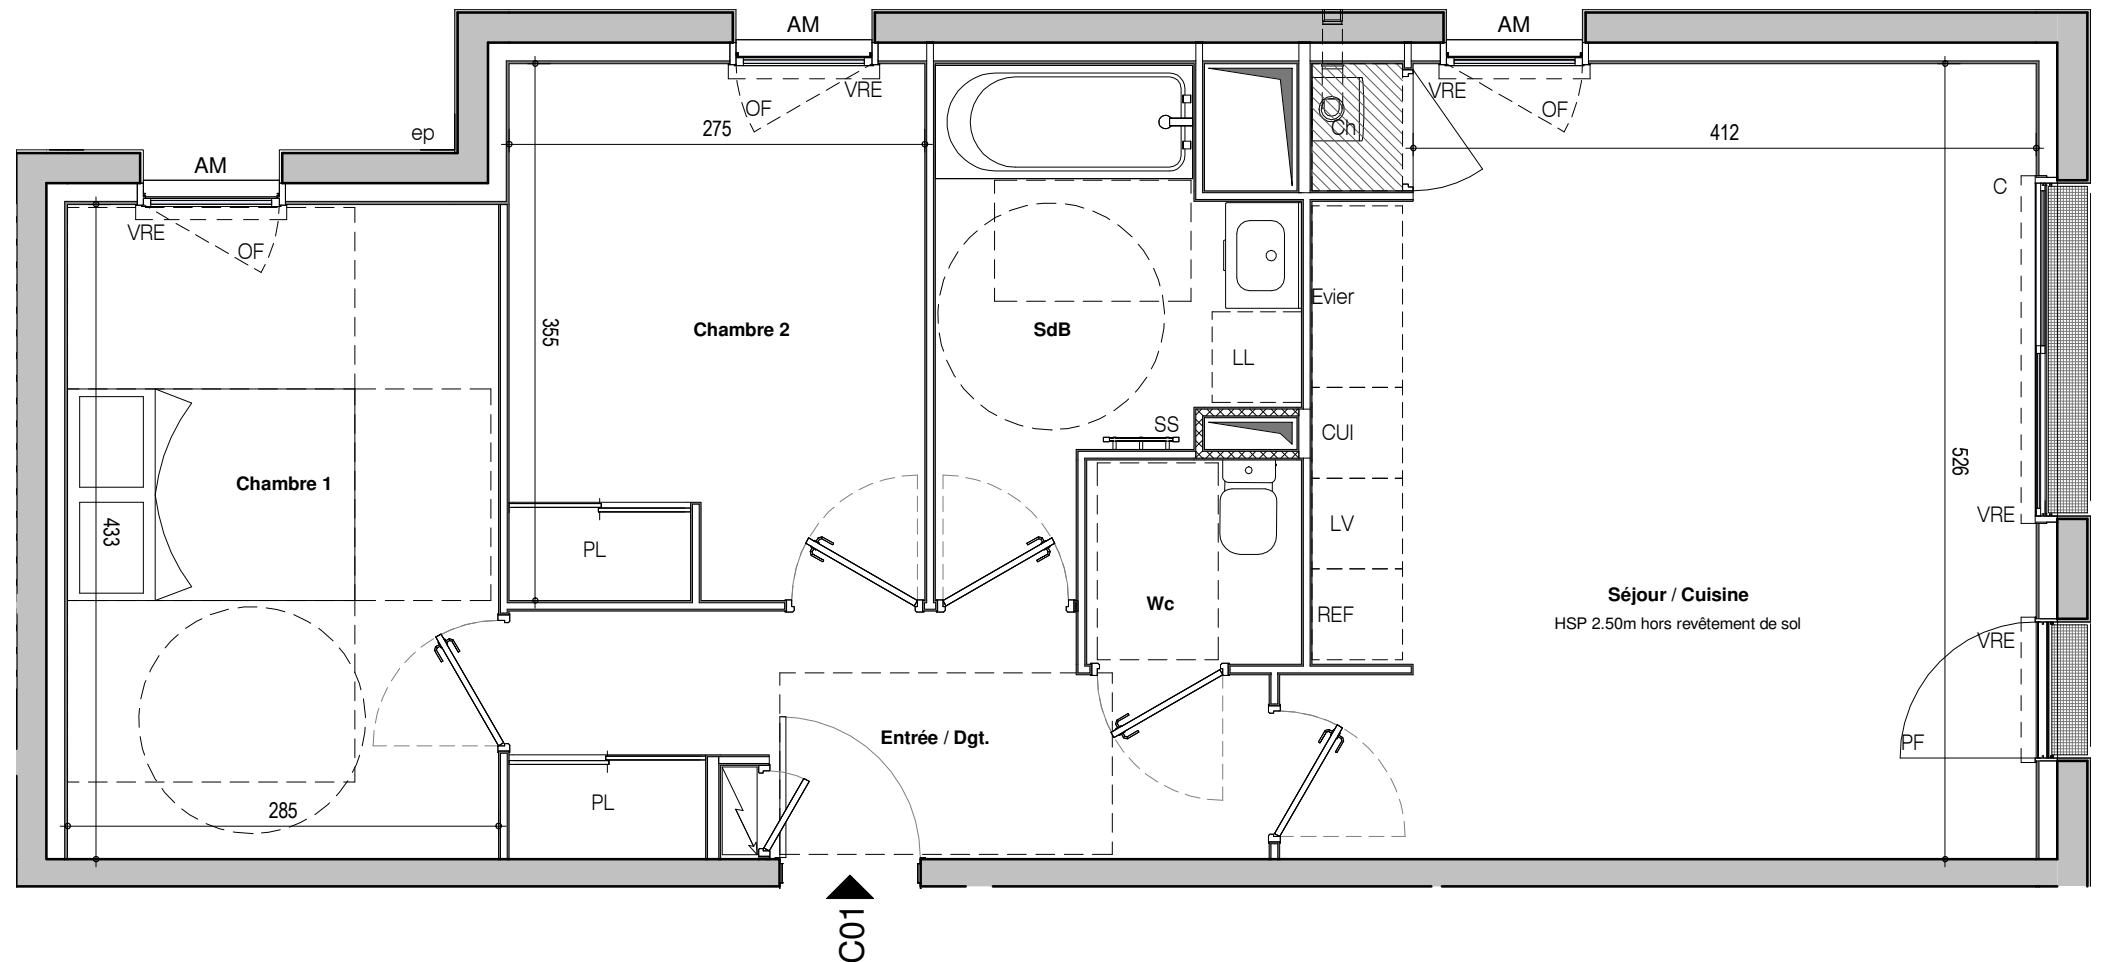 AM
AM
VRE
OF
VRE
OF
Ch
ep
275
412
AM
C
VRE
OF
Evier
Chambre 2
SdB
355
LL
SS
CUI
526
Chambre 1
VRE
433
LV
PL
Séjour / Cuisine
Wc
REF
HSP 2.50m hors revêtement de sol
VRE
Entrée / Dgt.
PF
PL
285
C01